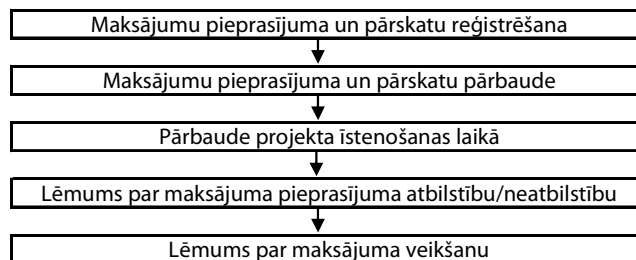 Maksājumu pieprasījuma un pārskatu reģistrēšana
Maksājumu pieprasījuma un pārskatu pārbaude
Pārbaude projekta īstenošanas laikā
Lēmums par maksājuma pieprasījuma atbilstību/neatbilstību
Lēmums par maksājuma veikšanu